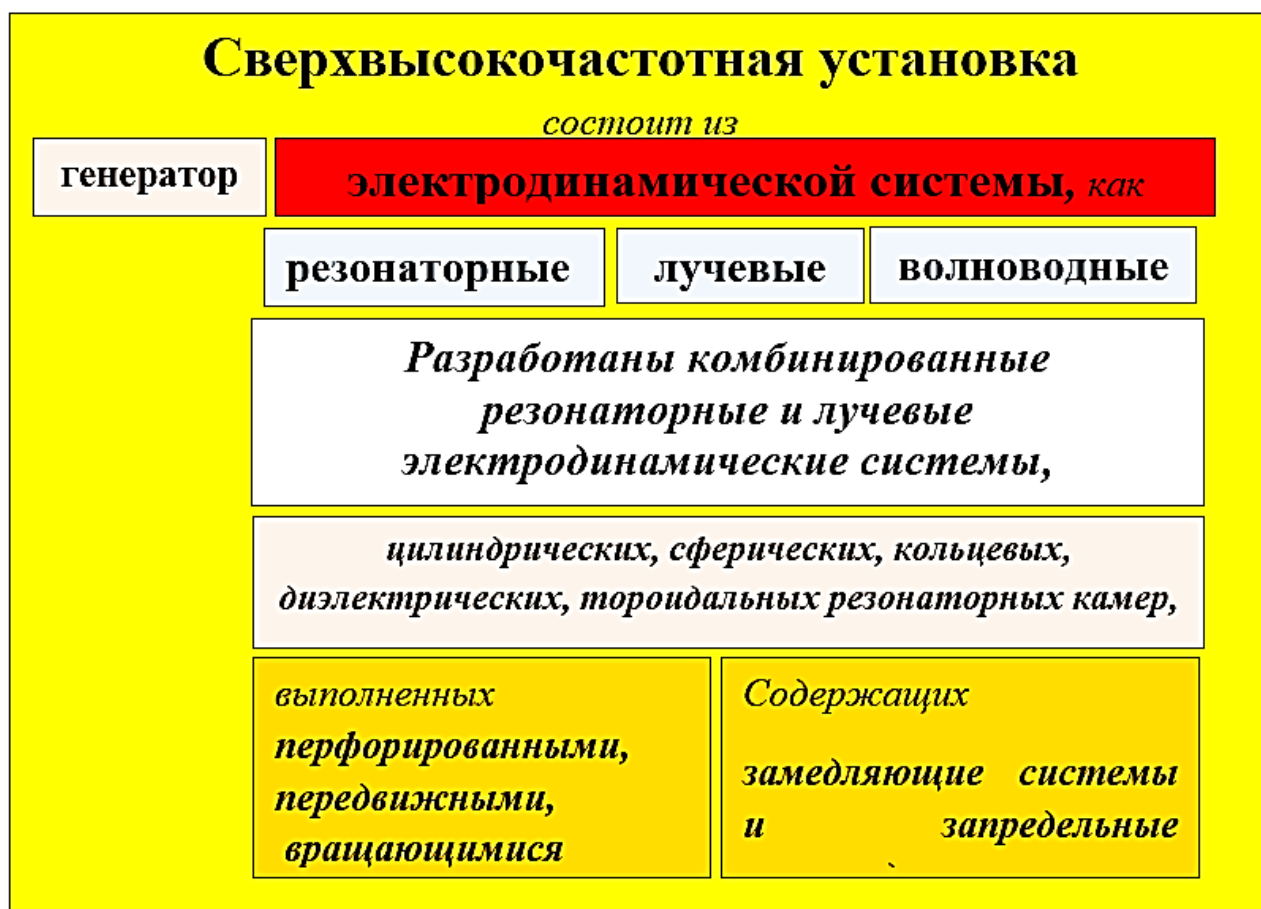 Сверхвысокочастотная установка
состоит из
генератор
электродинамической системы, как
резонаторные
лучевые
волноводные
Разработаны комбинированные
резонаторные и лучевые
электродинамические системы,
цилиндрических, сферических, кольцевых,
диэлектрических, тороидальных резонаторных камер,
выполненных
перфорированными,
передвижными,
вращающимися
Содержащих
замедляющие системы
и запредельные